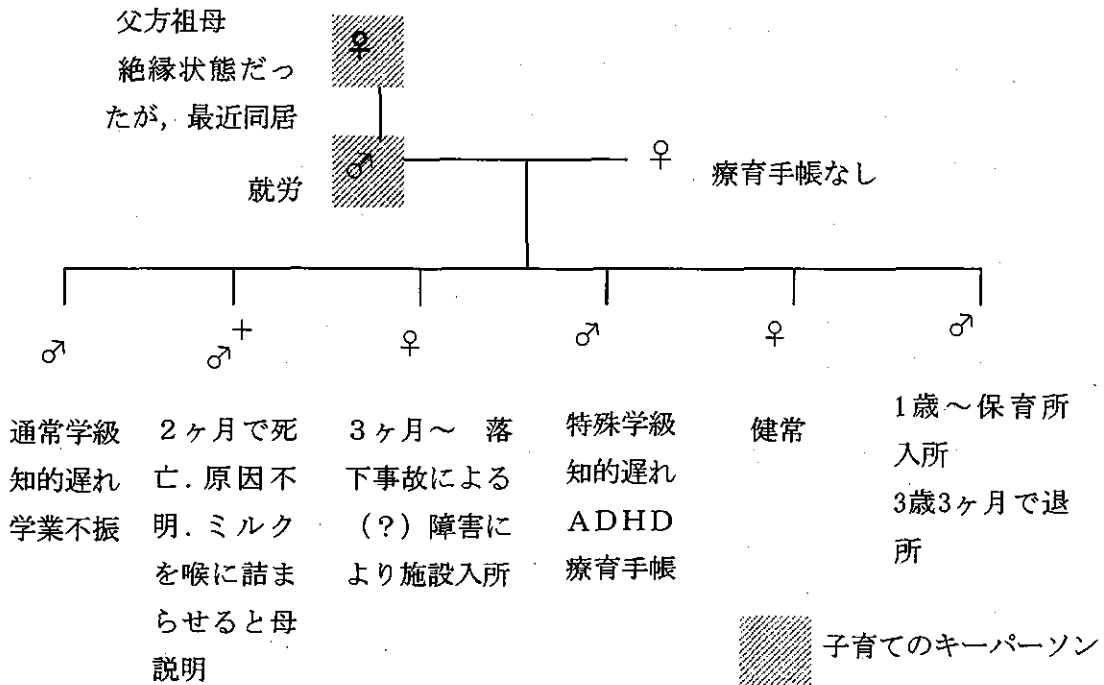 父方祖母
絶縁状態だっ
たが，最近同居
♀
♂
♀
就労
療育手帳なし
♂
♂+
♀
♂
♀
♂
通常学級
知的遅れ
学業不振
2ヶ月で死
亡．原因不
明．ミルク
を喉に詰ま
らせると母
説明
3ヶ月～ 落
下事故による
(？) 障害に
より施設入所
特殊学級
知的遅れ
ADHD
療育手帳
健常
1歳～保育所
入所
3歳3ヶ月で退
所
子育てのキーパーソン